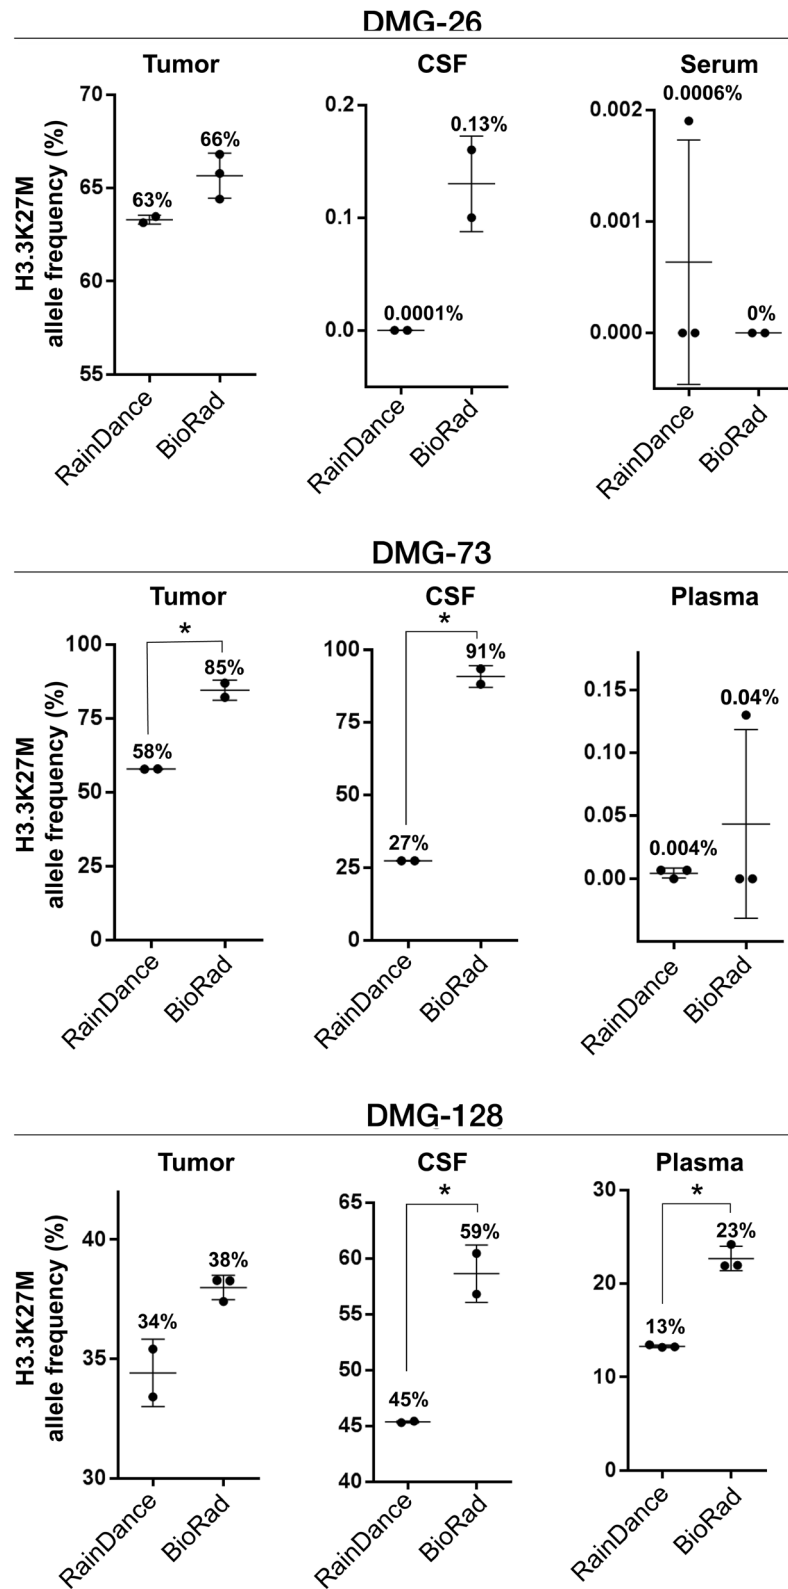 DMG-26
Tumor CSF Serum
H3.3K27M
allele frequency (%)
70
65
60
55
63%
66%
RainDance
BioRad
0.2
0.1
0.0
0.0001%
0.13%
RainDance
BioRad
0.002
0.001
0.000
0.0006%
0%
RainDance
BioRad
DMG-73
Tumor CSF Plasma
H3.3K27M
allele frequency (%)
100
75
50
25
0
*
58%
85%
RainDance
BioRad
100
75
50
25
0
*
27%
91%
RainDance
BioRad
0.15
0.10
0.05
0.00
0.004%
0.04%
RainDance
BioRad
DMG-128
Tumor CSF Plasma
H3.3K27M
allele frequency (%)
40
35
30
34%
38%
RainDance
BioRad
65
60
55
50
45
40
*
45%
59%
RainDance
BioRad
30
20
10
0
*
13%
23%
RainDance
BioRad